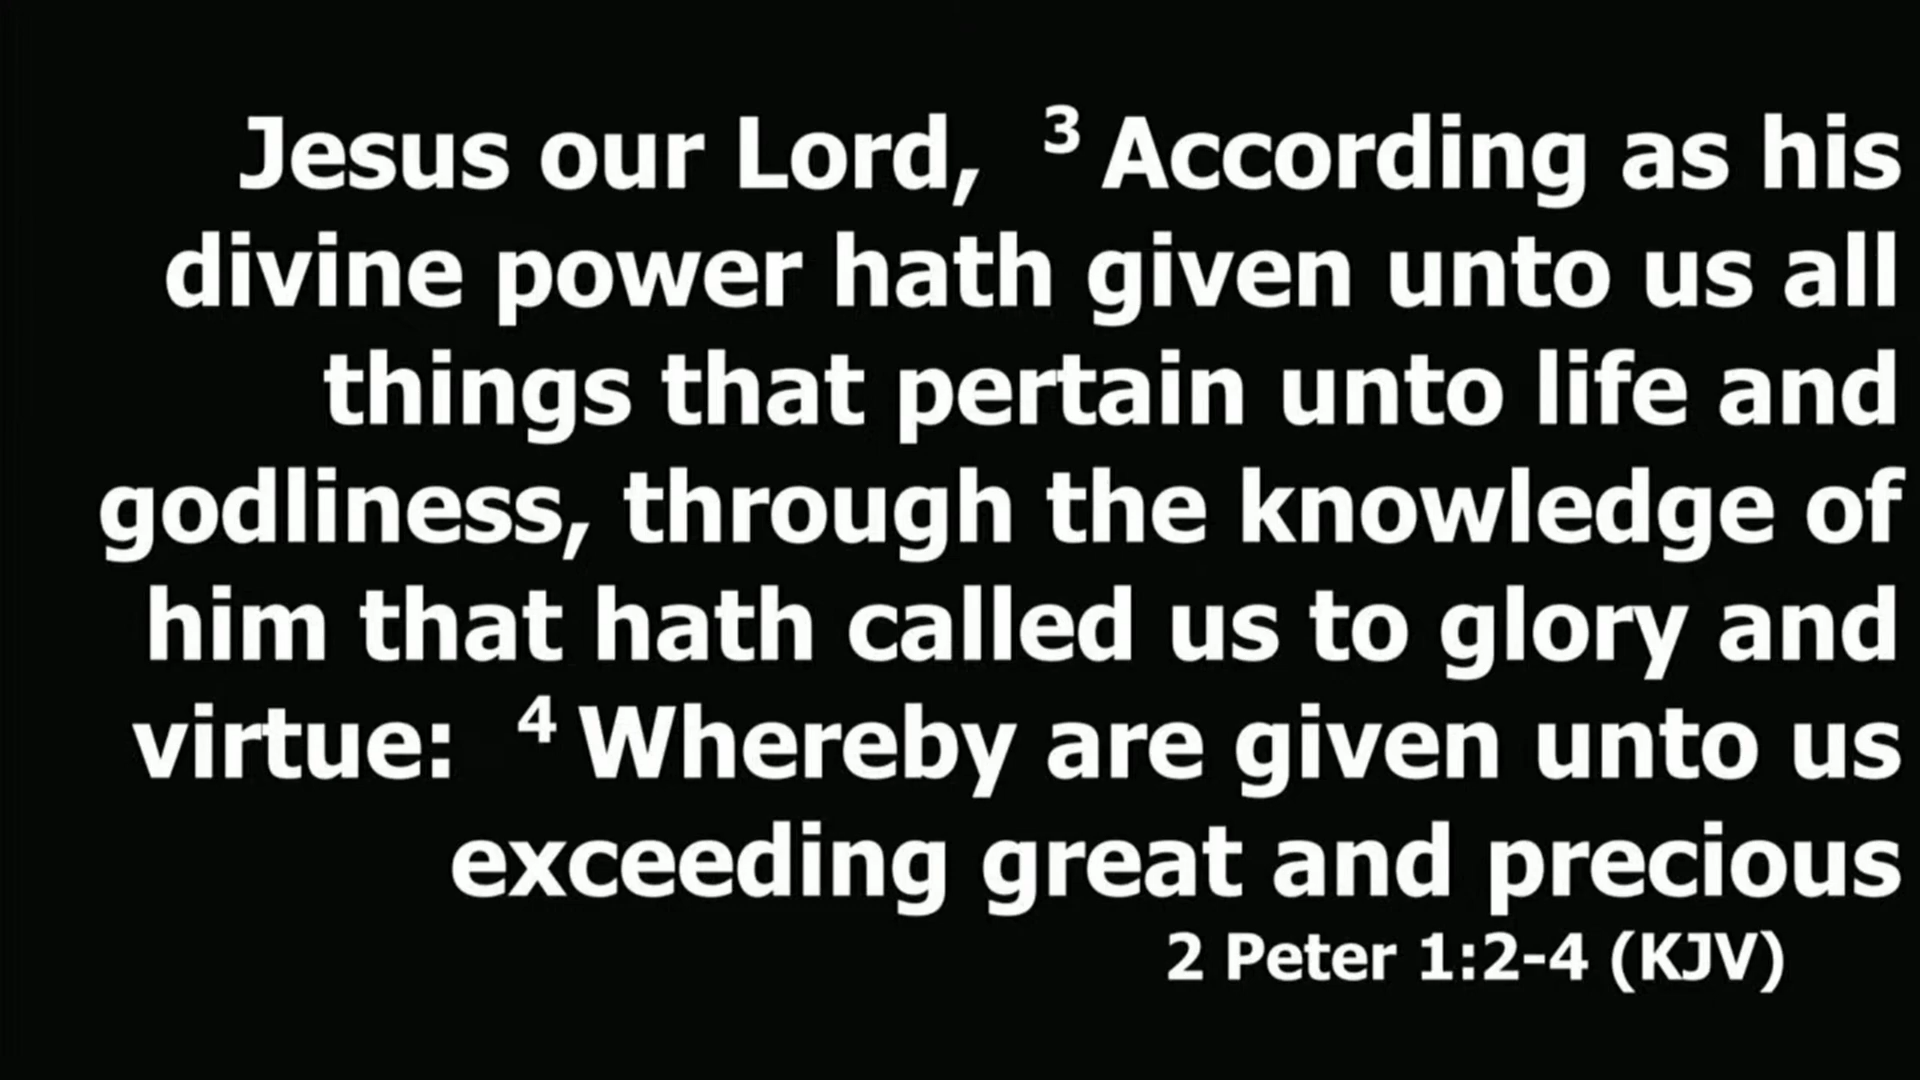 Jesus our Lord, 3 According as his
divine power hath given unto us all
things that pertain unto life and
godliness, through the knowledge of
him that hath called us to glory and
virtue: 4 Whereby are given unto us
exceeding great and precious
2 Peter 1:2-4 (KJV)